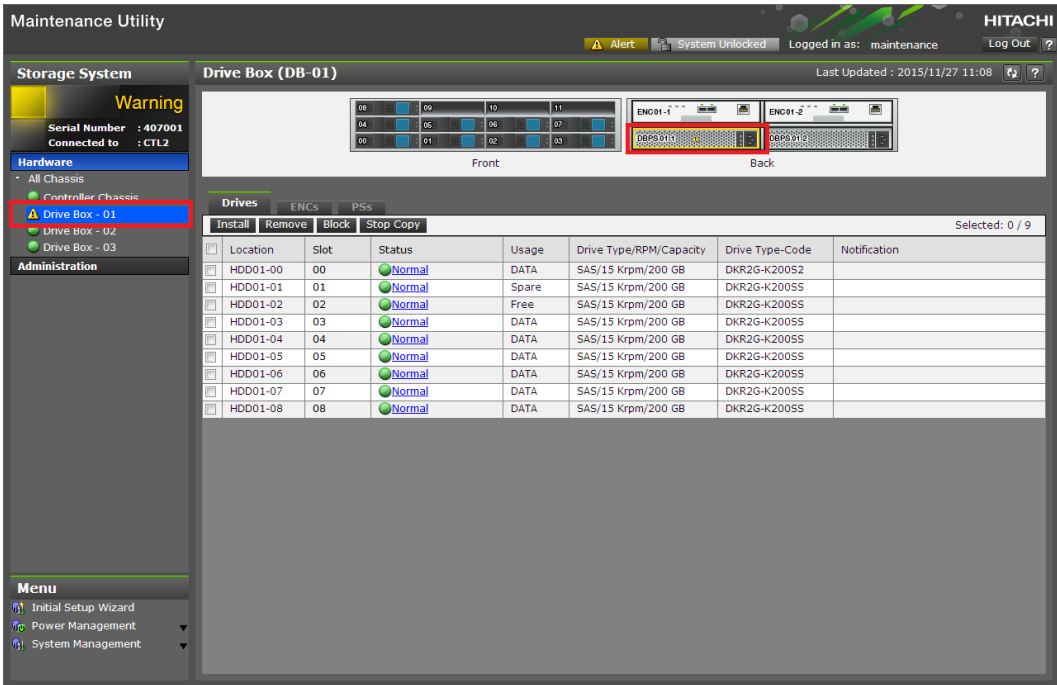 Maintenance Utility
HITACHI
Alert System Unlocked Logged in as: maintenance Log Out ?
Storage System
Warning
Serial Number : 407001
Connected to : CTL2
Hardware
All Chassis
Controller Chassis
Drive Box - 01
Drive Box - 02
Drive Box - 03
Administration
Drive Box (DB-01) Last Updated : 2015/11/27 11:08 ?
08 09 10 11
04 05 06 07
00 01 02 03
Front
ENC01-1 ENC01-2
DBPS01-1 DBPS01-2
Back
Drives ENCs PSs
Install Remove Block Stop Copy Selected: 0 / 9
Location Slot Status Usage Drive Type/RPM/Capacity Drive Type-Code Notification
HDD01-00 00 Normal DATA SAS/15 Krpm/200 GB DKR2G-K200S2
HDD01-01 01 Normal Spare SAS/15 Krpm/200 GB DKR2G-K200SS
HDD01-02 02 Normal Free SAS/15 Krpm/200 GB DKR2G-K200SS
HDD01-03 03 Normal DATA SAS/15 Krpm/200 GB DKR2G-K200SS
HDD01-04 04 Normal DATA SAS/15 Krpm/200 GB DKR2G-K200SS
HDD01-05 05 Normal DATA SAS/15 Krpm/200 GB DKR2G-K200SS
HDD01-06 06 Normal DATA SAS/15 Krpm/200 GB DKR2G-K200SS
HDD01-07 07 Normal DATA SAS/15 Krpm/200 GB DKR2G-K200SS
HDD01-08 08 Normal DATA SAS/15 Krpm/200 GB DKR2G-K200SS
Menu
Initial Setup Wizard
Power Management
System Management